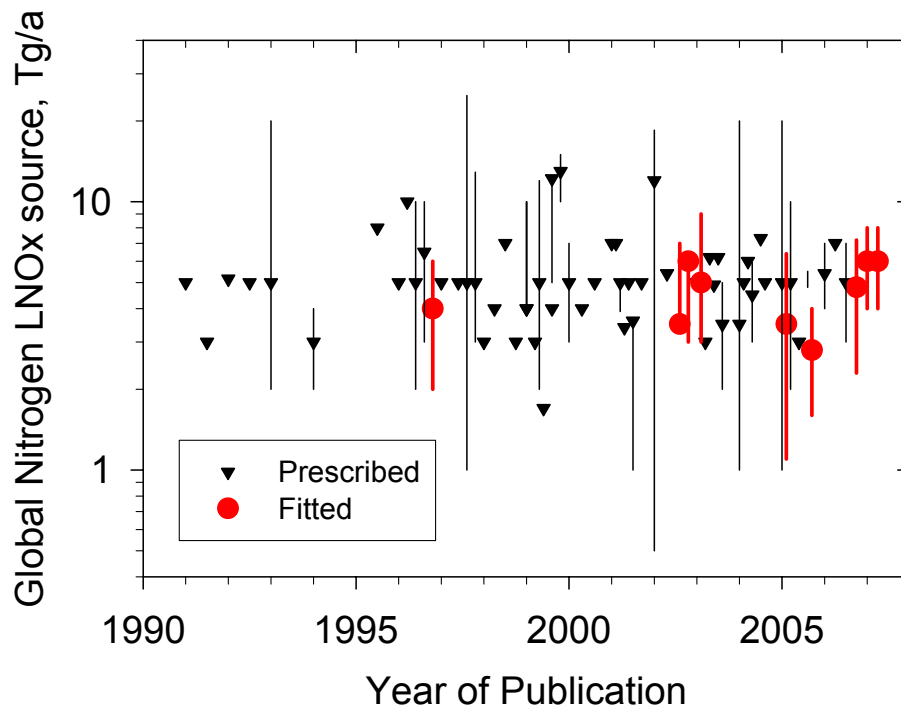 Global Nitrogen LNOx source, Tg/a
10
1
Prescribed
Fitted
1990 1995 2000 2005
Year of Publication